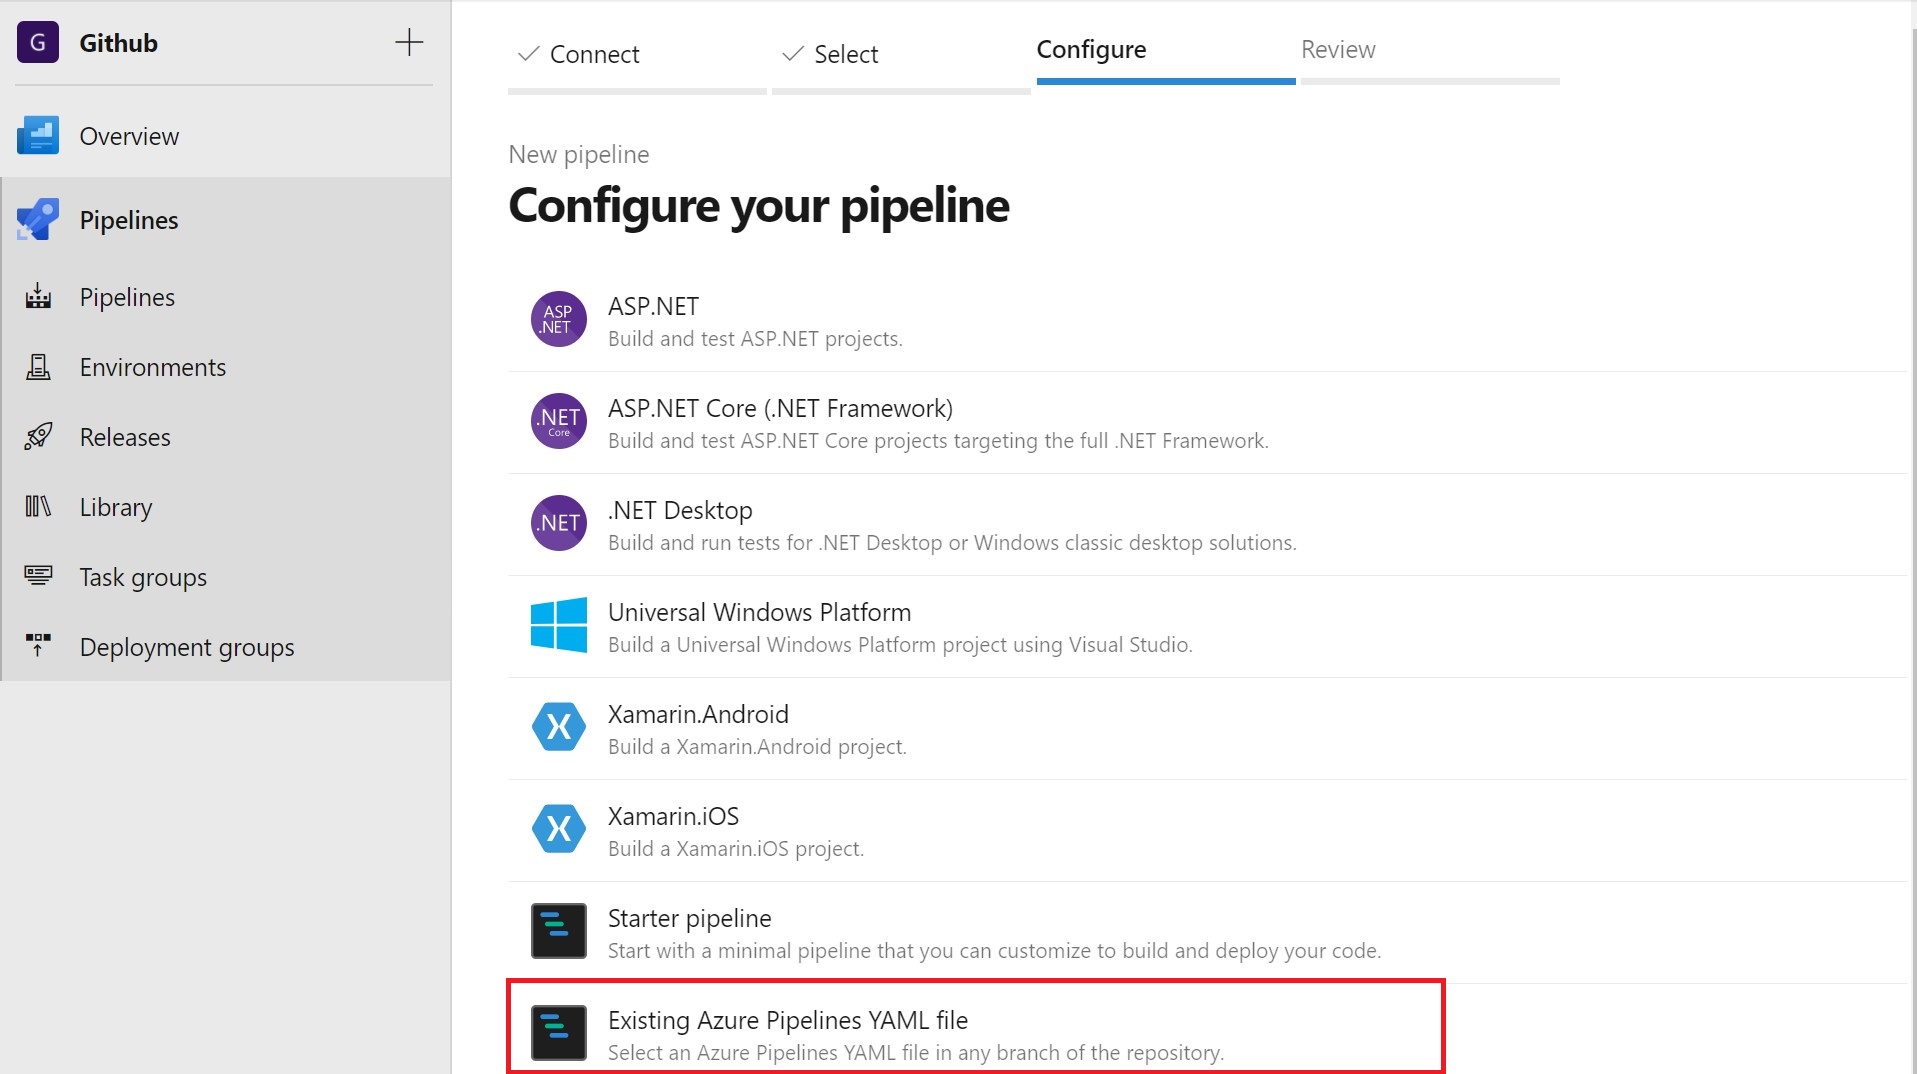 G Github
Overview
Pipelines
Pipelines
Environments
Releases
Library
Task groups
Deployment groups
Connect Select Configure Review
New pipeline
Configure your pipeline
ASP .NET
ASP.NET
Build and test ASP.NET projects.
.NET Core
ASP.NET Core (.NET Framework)
Build and test ASP.NET Core projects targeting the full .NET Framework.
.NET
.NET Desktop
Build and run tests for .NET Desktop or Windows classic desktop solutions.
Universal Windows Platform
Build a Universal Windows Platform project using Visual Studio.
X
Xamarin.Android
Build a Xamarin.Android project.
X
Xamarin.iOS
Build a Xamarin.iOS project.
Starter pipeline
Start with a minimal pipeline that you can customize to build and deploy your code.
Existing Azure Pipelines YAML file
Select an Azure Pipelines YAML file in any branch of the repository.